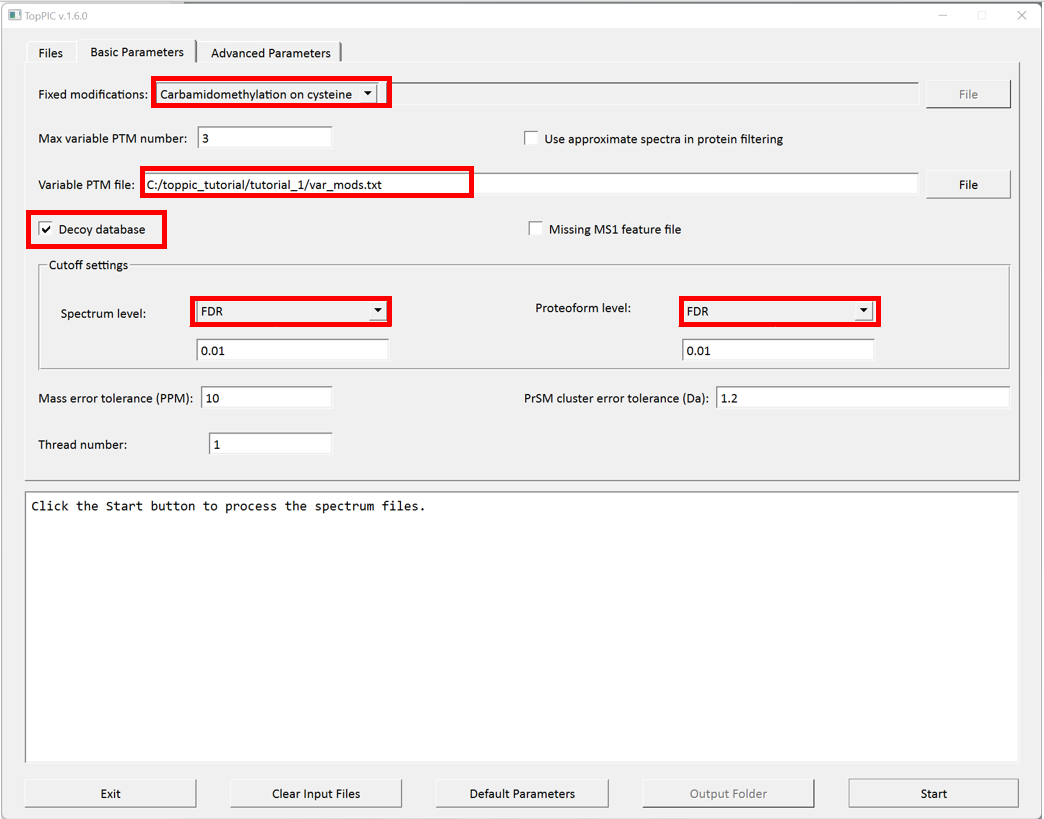 TopPIC v.1.6.0
Files Basic Parameters Advanced Parameters
Fixed modifications: Carbamidomethylation on cysteine File
Max variable PTM number: 3 Use approximate spectra in protein filtering
Variable PTM file: C:/toppic_tutorial/tutorial_1/var_mods.txt File
Decoy database Missing MS1 feature file
Cutoff settings
Spectrum level: FDR Proteoform level: FDR
0.01 0.01
Mass error tolerance (PPM): 10 PrSM cluster error tolerance (Da): 1.2
Thread number: 1
Click the Start button to process the spectrum files.
Exit Clear Input Files Default Parameters Output Folder Start